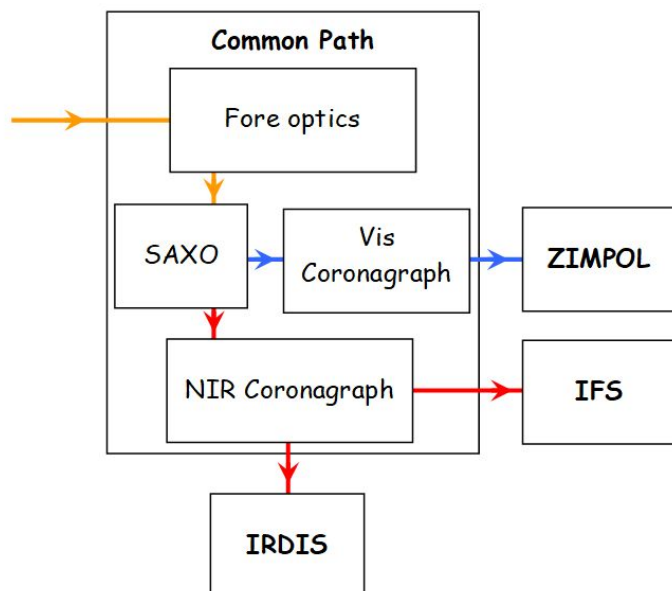 Common Path
Fore optics
SAXO
Vis
Coronagraph
ZIMPOL
NIR Coronagraph
IFS
IRDIS